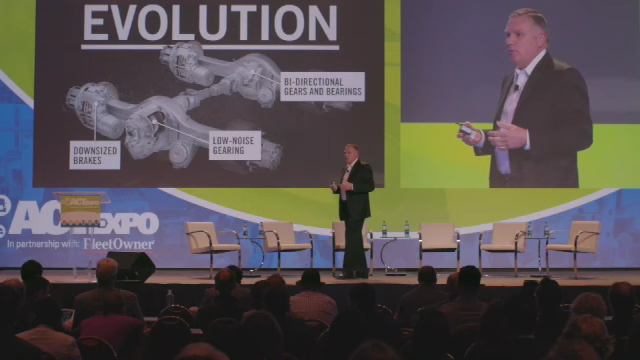 EVOLUTION
BI-DIRECTIONAL
GEARS AND BEARINGS
LOW-NOISE
GEARING
DOWNSIZED
BRAKES
ACT EXPO
In partnership with: FleetOwner